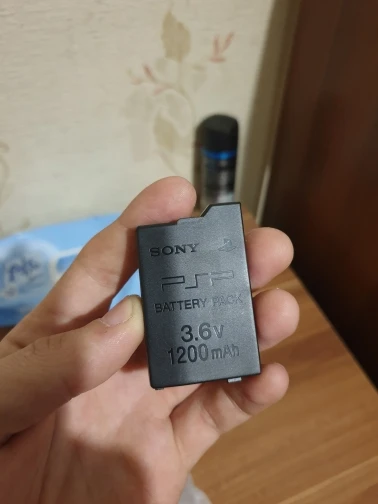 SONY
PSP
BATTERY PACK
3.6V
1200mAh